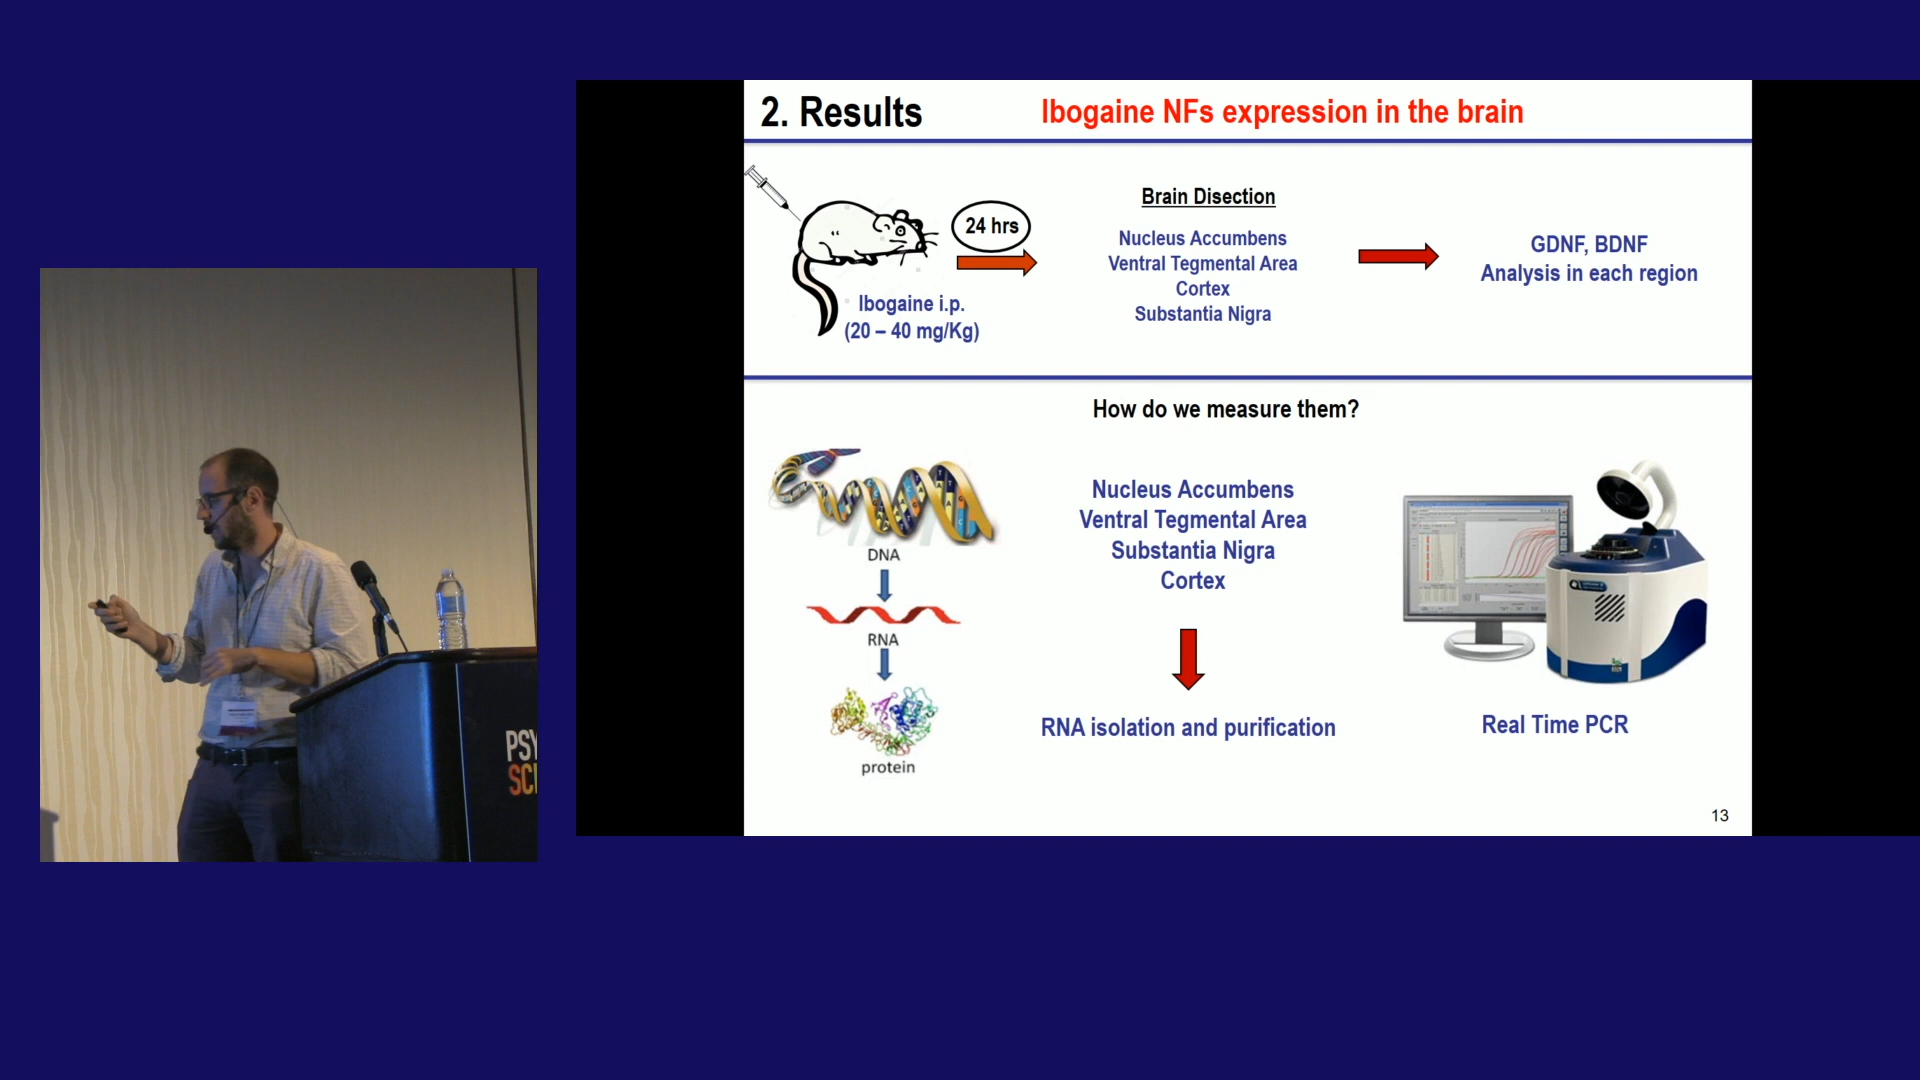 2. Results
Ibogaine NFs expression in the brain
24 hrs
Ibogaine i.p.
(20 – 40 mg/Kg)
Brain Disection
Nucleus Accumbens
Ventral Tegmental Area
Cortex
Substantia Nigra
GDNF, BDNF
Analysis in each region
How do we measure them?
DNA
RNA
protein
Nucleus Accumbens
Ventral Tegmental Area
Substantia Nigra
Cortex
RNA isolation and purification
Real Time PCR
13
PSY
SCI